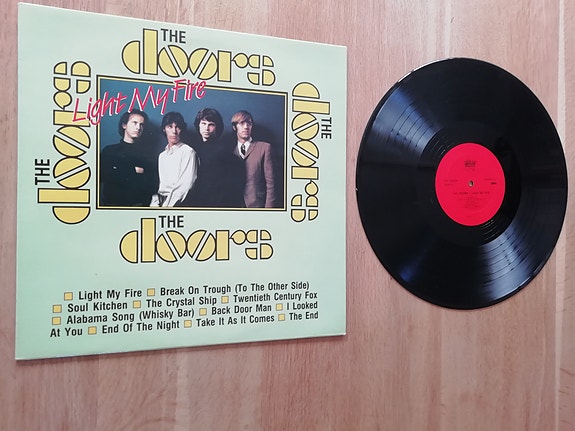 THE
doors
THE
doors
Light My Fire
THE
doors
THE
doors
Light My Fire Break On Trough (To The Other Side)
Soul Kitchen The Crystal Ship Twentieth Century Fox
Alabama Song (Whisky Bar) Back Door Man I Looked
At You End Of The Night Take It As It Comes The End